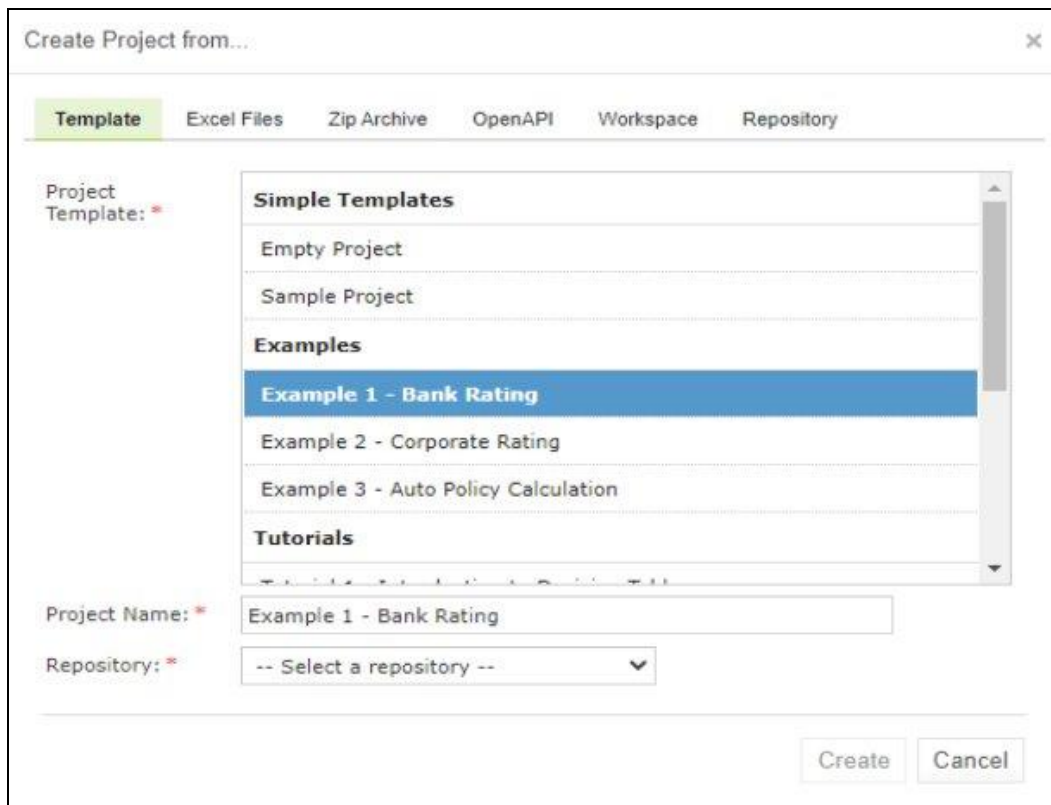 Create Project from...
Template Excel Files Zip Archive OpenAPI Workspace Repository
Project
Template: *
Simple Templates
Empty Project
Sample Project
Examples
Example 1 - Bank Rating
Example 2 - Corporate Rating
Example 3 - Auto Policy Calculation
Tutorials
Project Name: * Example 1 - Bank Rating
Repository: * -- Select a repository --
Create Cancel